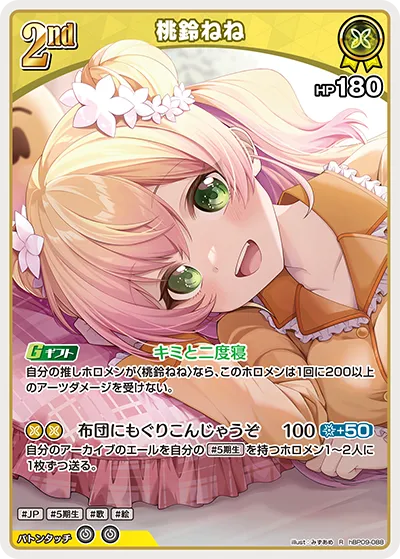 2nd
桃鈴ねね
HP180
Gギフト
キミと二度寝
自分の推しホロメンが〈桃鈴ねね〉なら、このホロメンは1回に200以上
のアーツダメージを受けない。
布団にもぐりこんじゃうぞ 100 +50
自分のアーカイブのエールを自分の #5期生 を持つホロメン1~2人に
1枚ずつ送る。
#JP #5期生 #歌 #絵
バトンタッチ
illust:みずあめ R hBP09-088